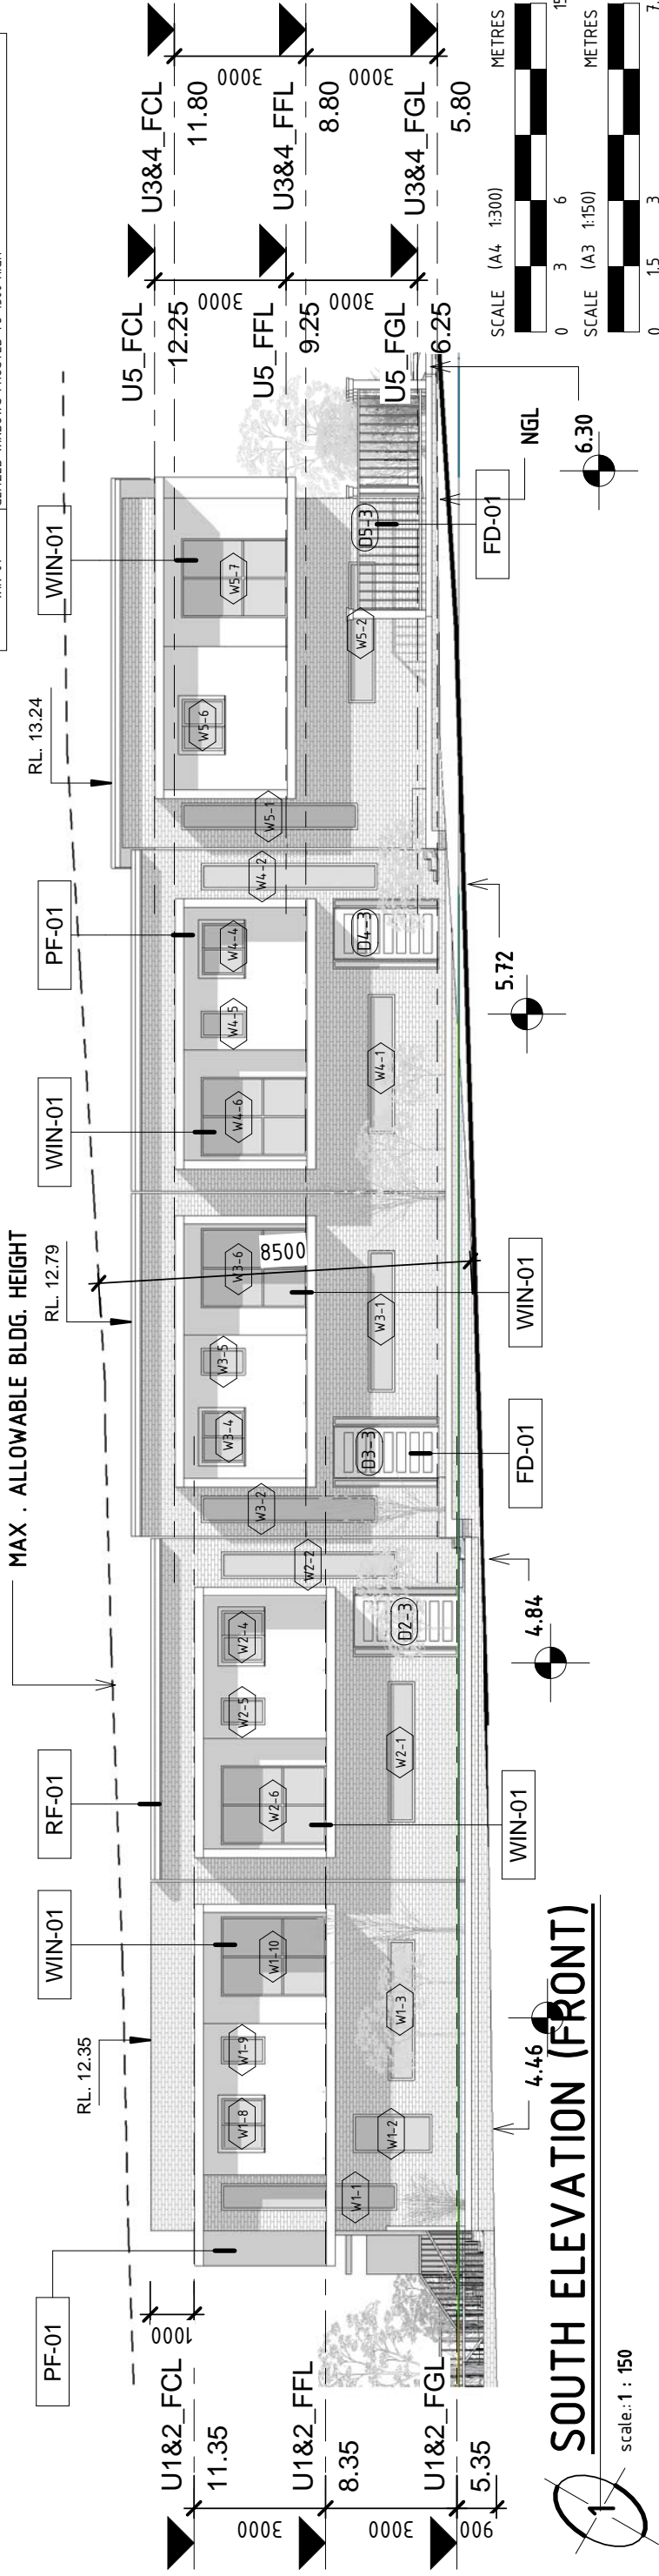 MAX . ALLOWABLE BLDG. HEIGHT
PF-01
WIN-01
RF-01
WIN-01
PF-01
WIN-01
RL. 12.35
RL. 12.79
RL. 13.24
U1&2_FCL
11.35
U1&2_FFL
8.35
U1&2_FGL
5.35
3000
3000
900
1000
8500
U5_FCL
12.25
U5_FFL
9.25
U5_FGL
6.25
3000
3000
U3&4_FCL
11.80
U3&4_FFL
8.80
U3&4_FGL
5.80
3000
3000
W1-1
W1-2
W1-3
W1-8
W1-9
W1-10
W2-6
W2-5
W2-4
W2-1
W2-2
D2-3
W3-2
W3-4
W3-5
W3-6
W3-1
D3-3
W4-6
W4-5
W4-4
W4-1
W4-2
D4-3
W5-1
W5-6
W5-7
W5-2
D5-3
WIN-01
FD-01
WIN-01
FD-01
NGL
4.46
4.84
5.72
6.30
1
SOUTH ELEVATION (FRONT)
scale.: 1 : 150
SCALE (A4 1:300) METRES
0 3 6
SCALE (A3 1:150) METRES
0 1.5 3